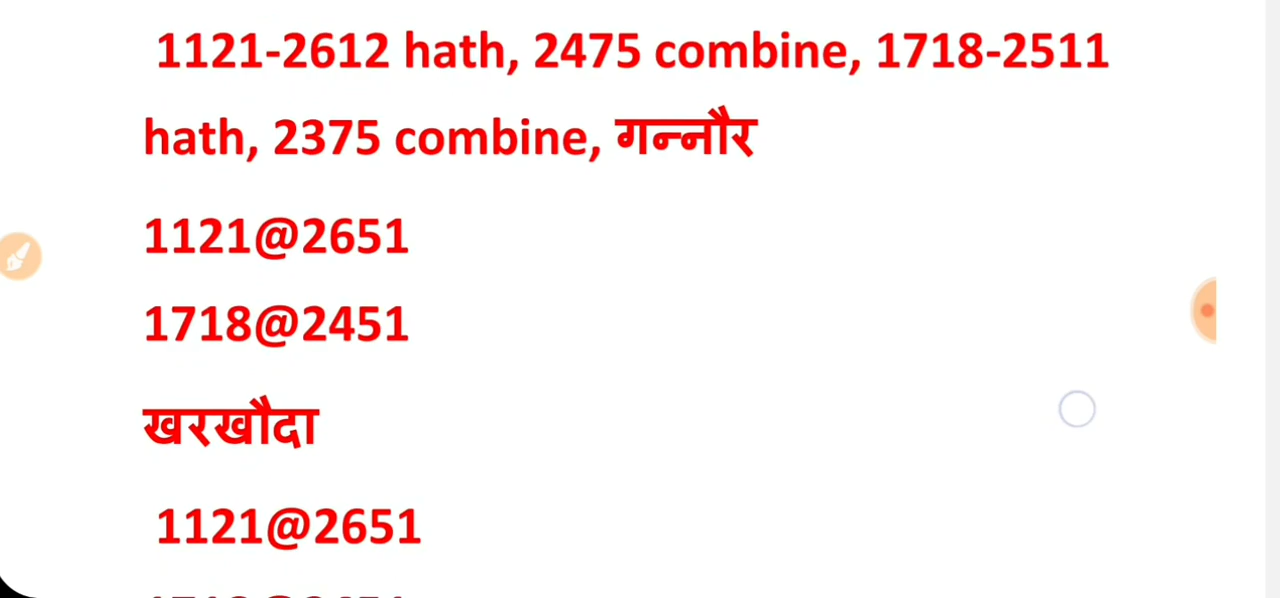 1121-2612 hath, 2475 combine, 1718-2511
hath, 2375 combine, गन्नौर
1121@2651
1718@2451
खरखौदा
1121@2651